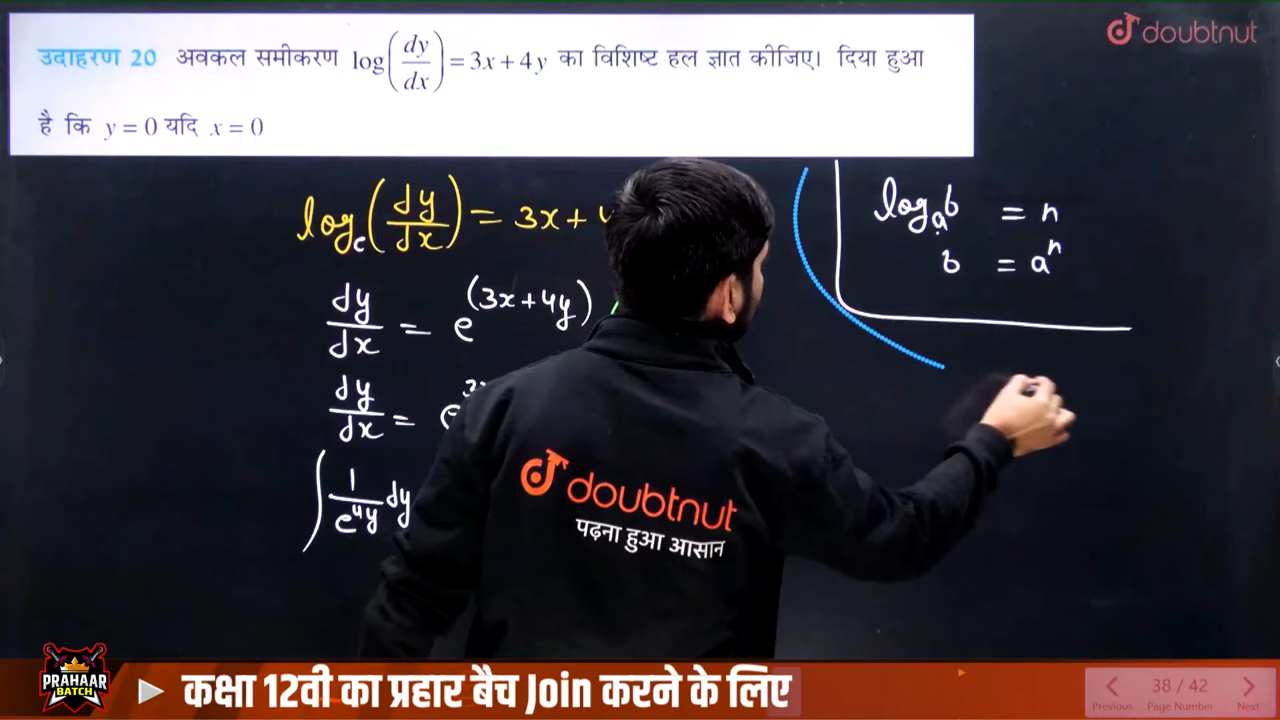 doubtnut
उदाहरण 20 अवकल समीकरण log(dy/dx) = 3x + 4y का विशिष्ट हल ज्ञात कीजिए। दिया हुआ
है कि y = 0 यदि x = 0
log_e(dy/dx) = 3x +
log_a b = n
b = a^n
dy/dx = e^(3x+4y)
dy/dx = e
∫ 1/e^4y dy
doubtnut
पढ़ना हुआ आसान
PRAHAAR
BATCH
कक्षा 12वी का प्रहार बैच Join करने के लिए
38 / 42
Previous Page Number Next